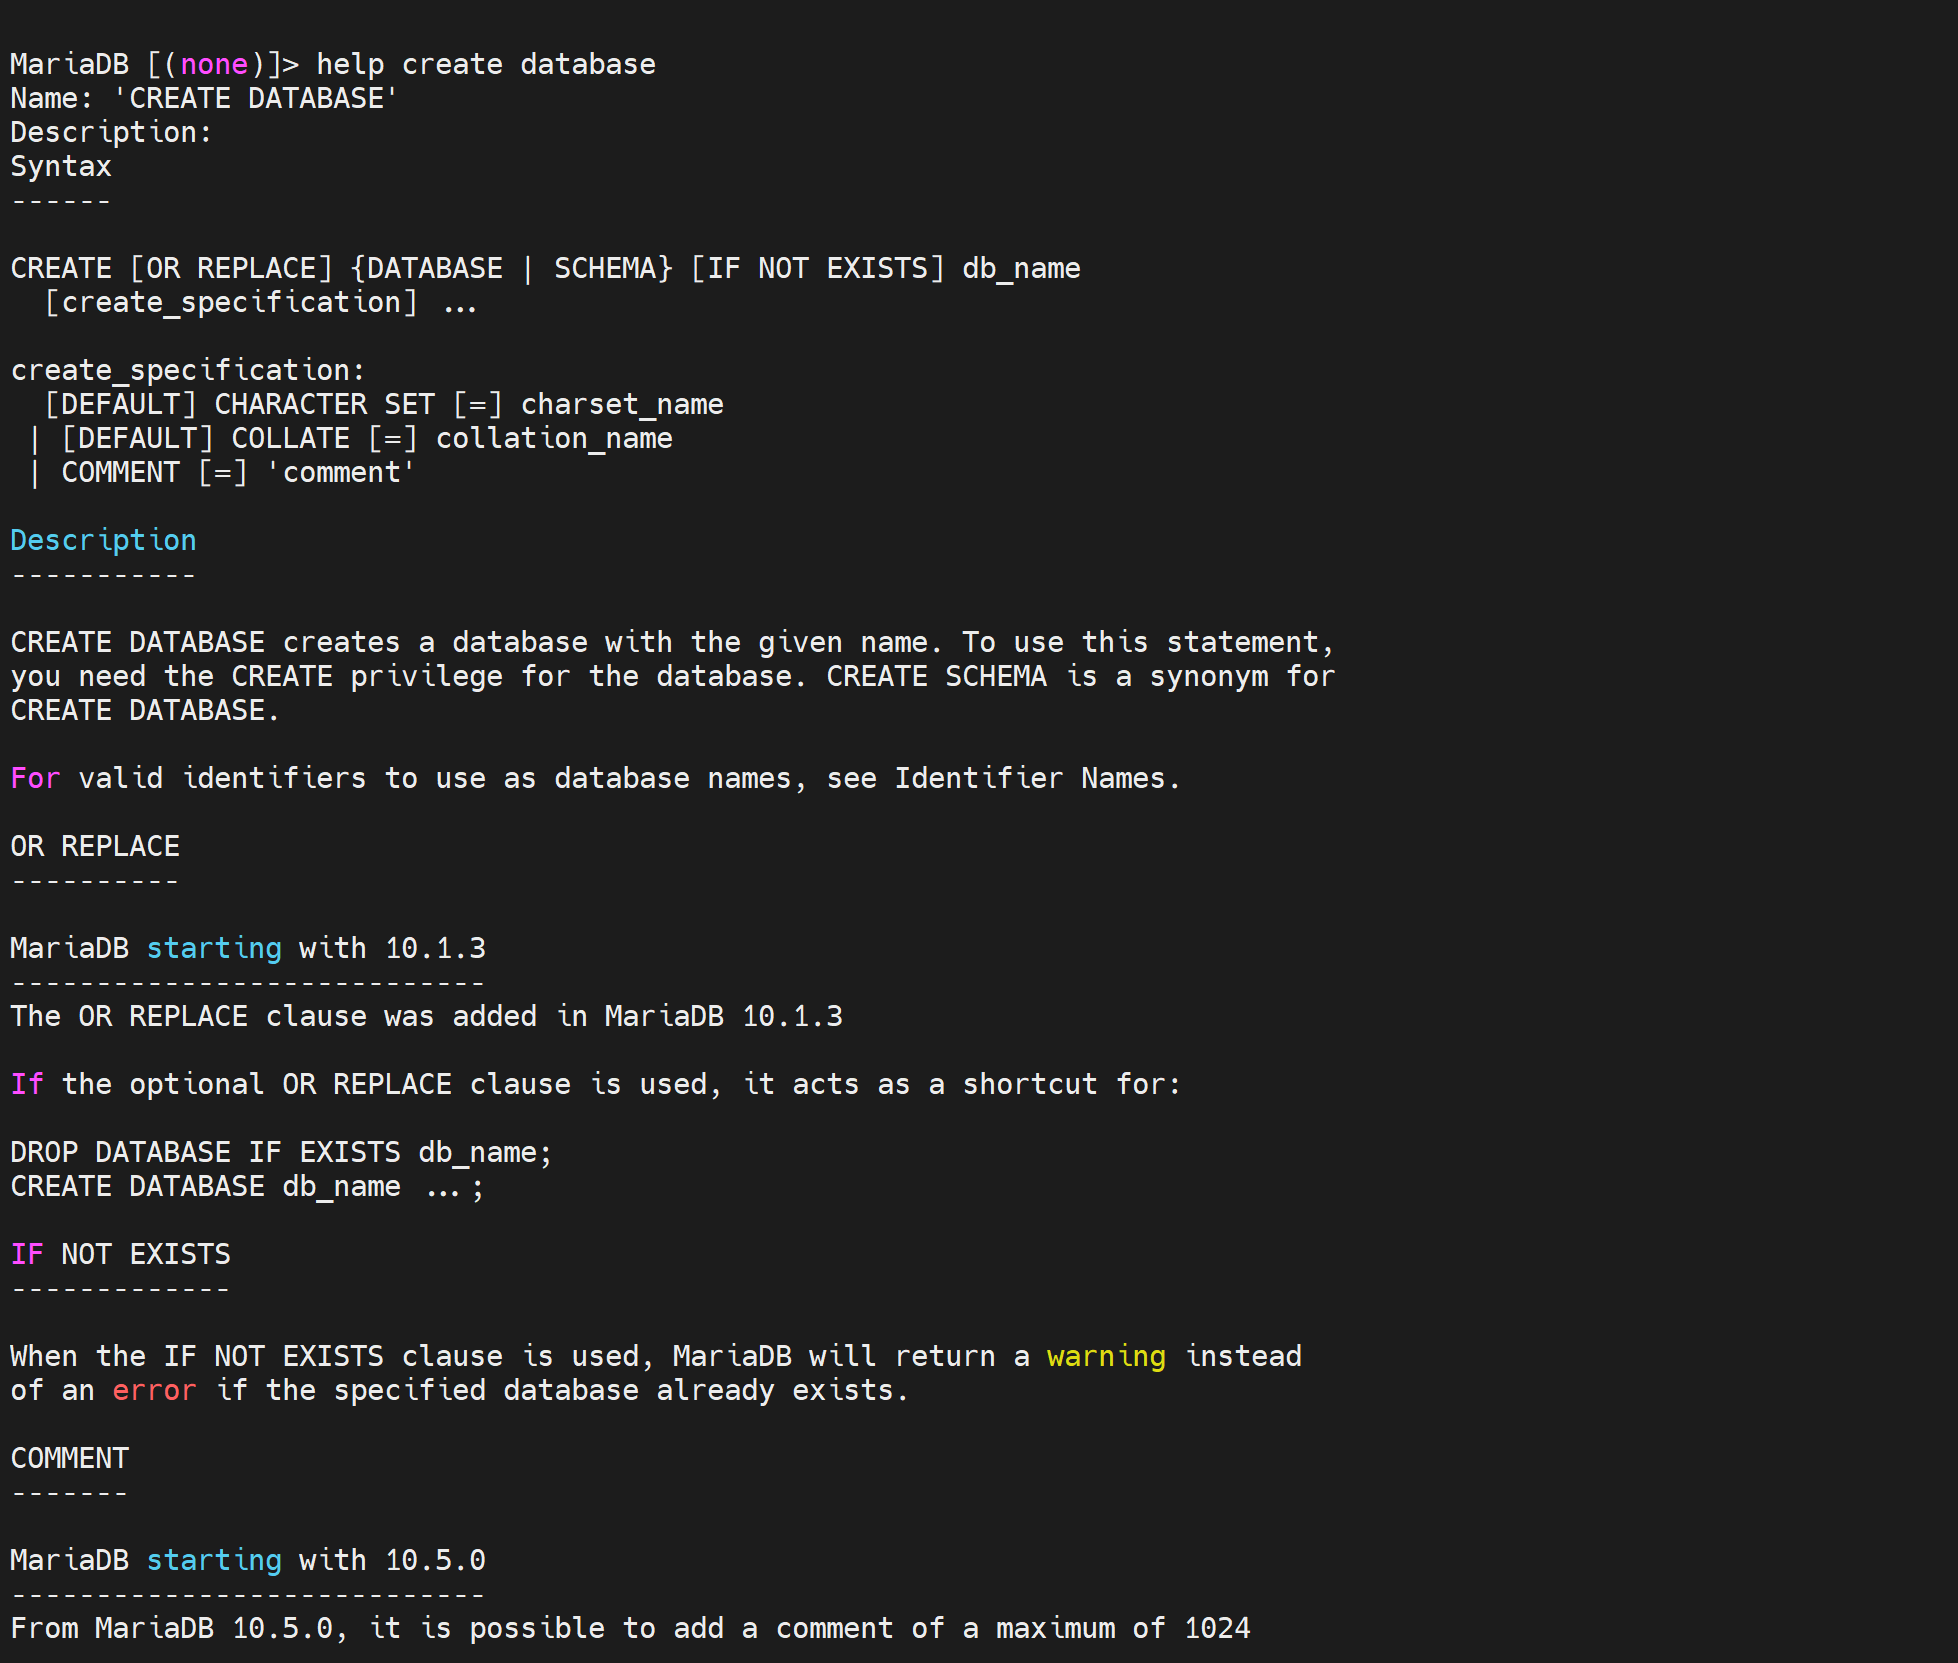 MariaDB [(none)]> help create database
Name: 'CREATE DATABASE'
Description:
Syntax
------
CREATE [OR REPLACE] {DATABASE | SCHEMA} [IF NOT EXISTS] db_name
  [create_specification] ...
create_specification:
  [DEFAULT] CHARACTER SET [=] charset_name
 | [DEFAULT] COLLATE [=] collation_name
 | COMMENT [=] 'comment'
Description
-----------
CREATE DATABASE creates a database with the given name. To use this statement,
you need the CREATE privilege for the database. CREATE SCHEMA is a synonym for
CREATE DATABASE.
For valid identifiers to use as database names, see Identifier Names.
OR REPLACE
----------
MariaDB starting with 10.1.3
----------------------------
The OR REPLACE clause was added in MariaDB 10.1.3
If the optional OR REPLACE clause is used, it acts as a shortcut for:
DROP DATABASE IF EXISTS db_name;
CREATE DATABASE db_name ...;
IF NOT EXISTS
-------------
When the IF NOT EXISTS clause is used, MariaDB will return a warning instead
of an error if the specified database already exists.
COMMENT
-------
MariaDB starting with 10.5.0
----------------------------
From MariaDB 10.5.0, it is possible to add a comment of a maximum of 1024